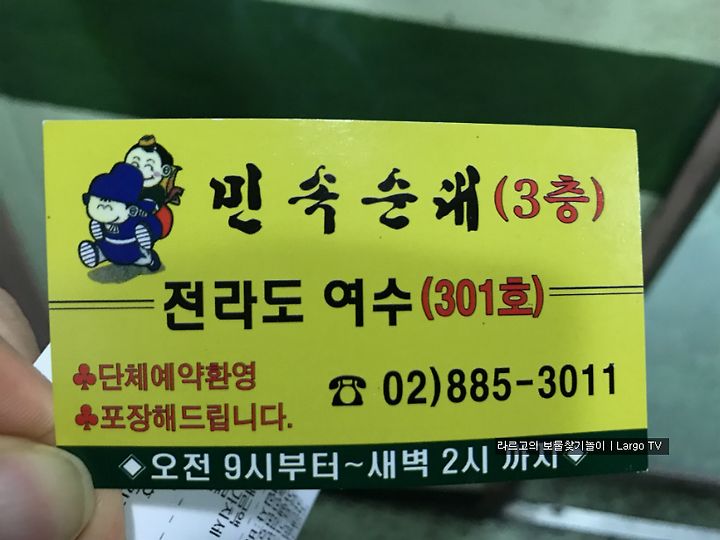 민속순대(3층)
전라도 여수(301호)
♣단체예약환영
♣포장해드립니다.
☎ 02)885-3011
라르고의 보물찾기놀이 | Largo TV
◈오전 9시부터~새벽 2시 까지◈